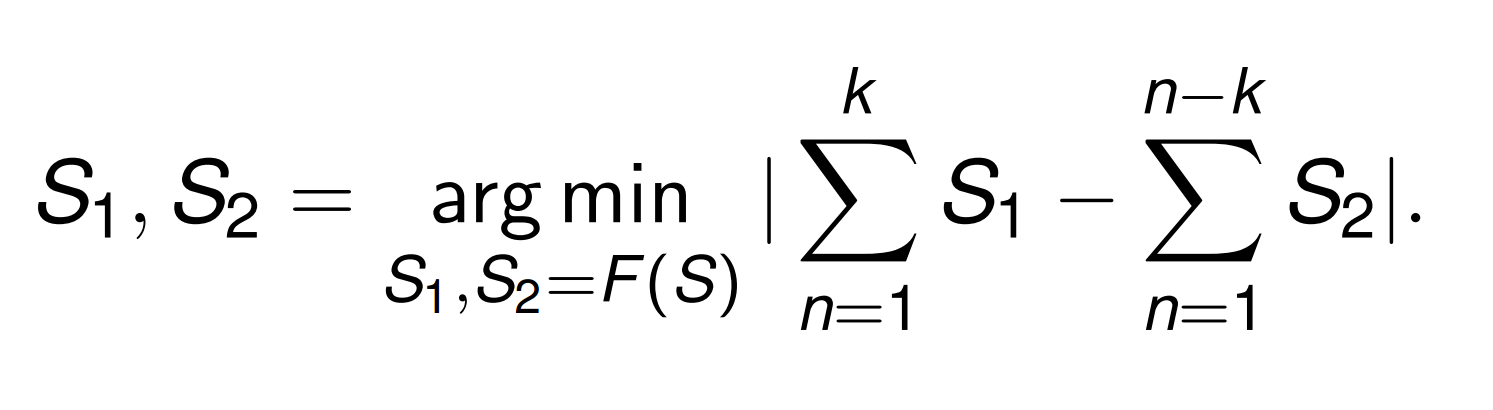 S₁, S₂ = arg min_{S₁,S₂=F(S)} |∑_{n=1}^{k} S₁ − ∑_{n=1}^{n−k} S₂|.